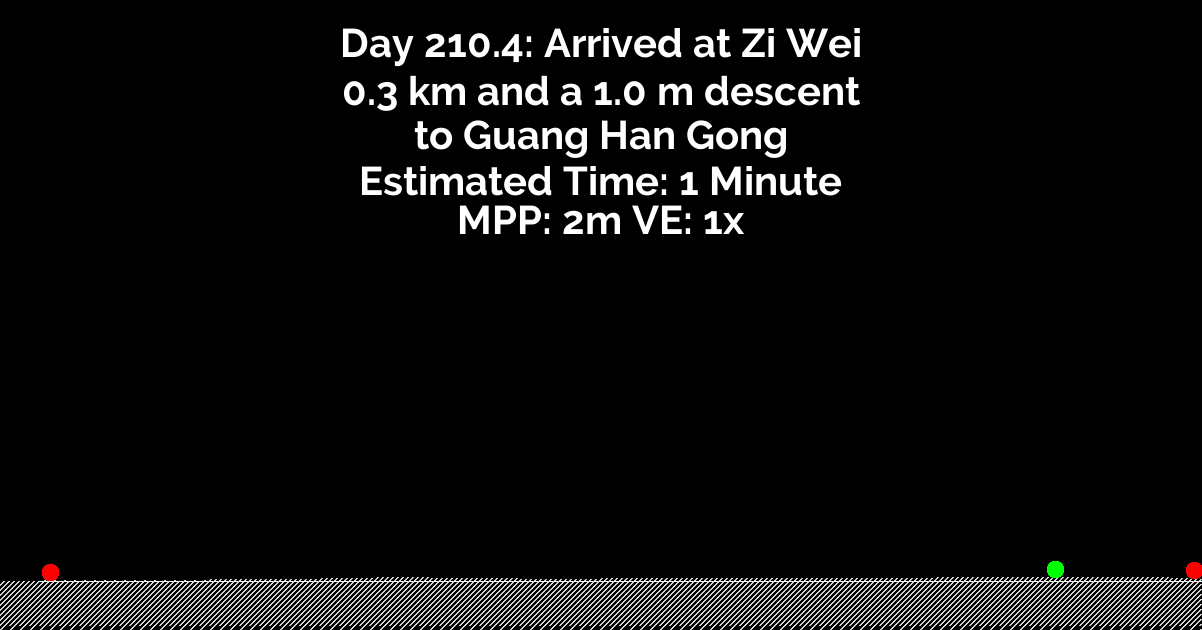 Day 210.4: Arrived at Zi Wei
0.3 km and a 1.0 m descent
to Guang Han Gong
Estimated Time: 1 Minute
MPP: 2m VE: 1x